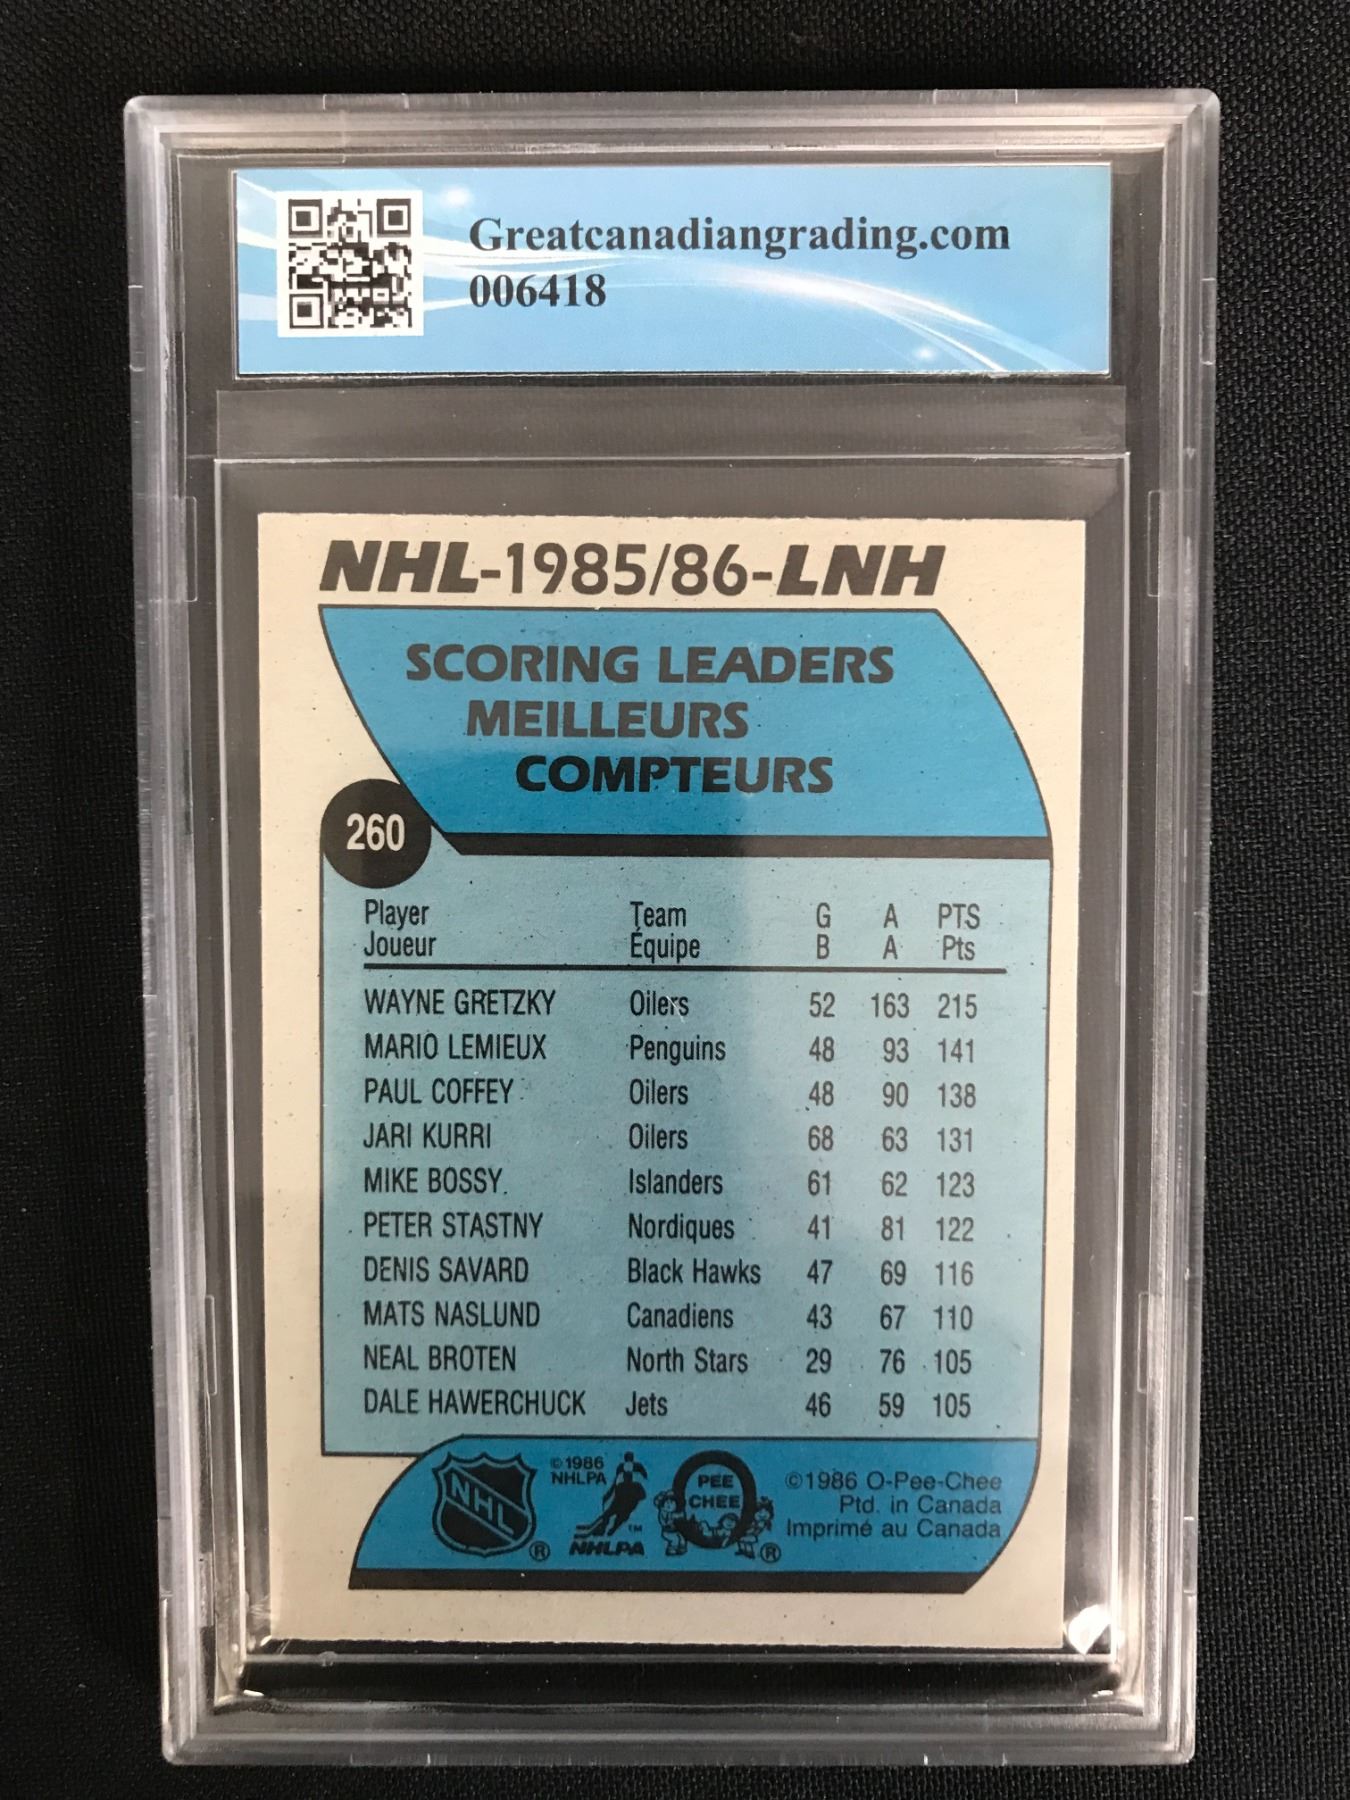 Greatcanadiangrading.com
006418
NHL-1985/86-LNH
SCORING LEADERS
MEILLEURS
COMPTEURS
260
Player Team G A PTS
Joueur Équipe B A Pts
WAYNE GRETZKY Oilers 52 163 215
MARIO LEMIEUX Penguins 48 93 141
PAUL COFFEY Oilers 48 90 138
JARI KURRI Oilers 68 63 131
MIKE BOSSY Islanders 61 62 123
PETER STASTNY Nordiques 41 81 122
DENIS SAVARD Black Hawks 47 69 116
MATS NASLUND Canadiens 43 67 110
NEAL BROTEN North Stars 29 76 105
DALE HAWERCHUCK Jets 46 59 105
NHL ®
©1986
NHLPA
NHLPA ™
PEE
CHEE ®
©1986 O-Pee-Chee
Ptd. in Canada
Imprimé au Canada